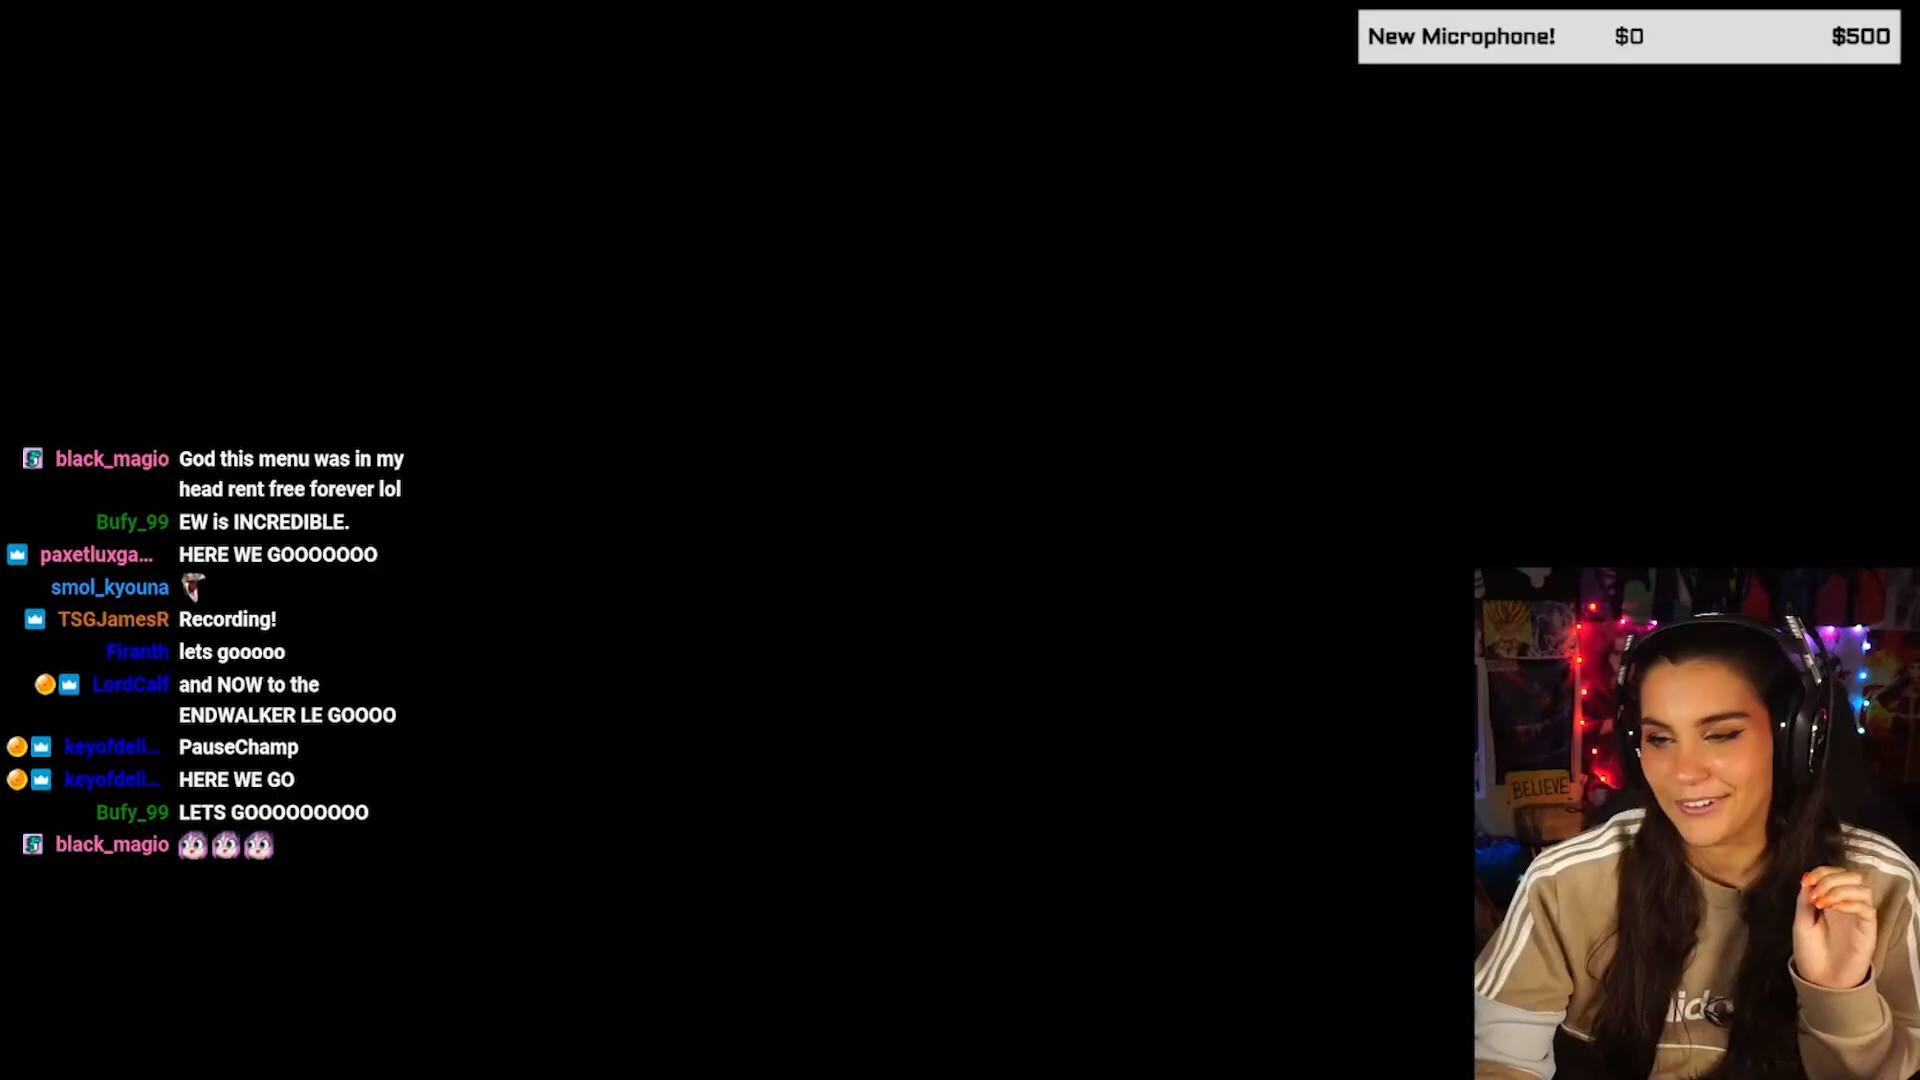 New Microphone! $0 $500
black_magio God this menu was in my
head rent free forever lol
Bufy_99 EW is INCREDIBLE.
paxetluxga... HERE WE GOOOOOOO
smol_kyouna
TSGJamesR Recording!
Firanth lets gooooo
LordCalf and NOW to the
ENDWALKER LE GOOOO
keyofdeli... PauseChamp
keyofdeli... HERE WE GO
Bufy_99 LETS GOOOOOOOOO
black_magio
BELIEVE